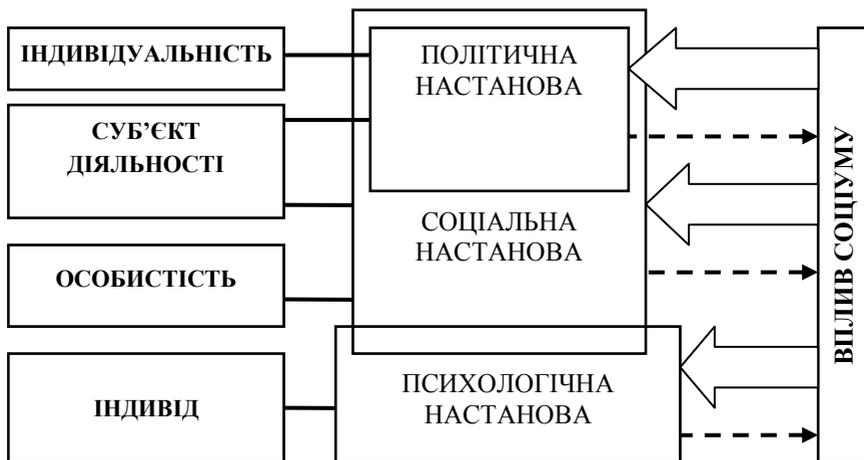 ІНДИВІДУАЛЬНІСТЬ
СУБ’ЄКТ
ДІЯЛЬНОСТІ
ОСОБИСТІСТЬ
ІНДИВІД
ПОЛІТИЧНА
НАСТАНОВА
СОЦІАЛЬНА
НАСТАНОВА
ПСИХОЛОГІЧНА
НАСТАНОВА
ВПЛИВ СОЦІУМУ